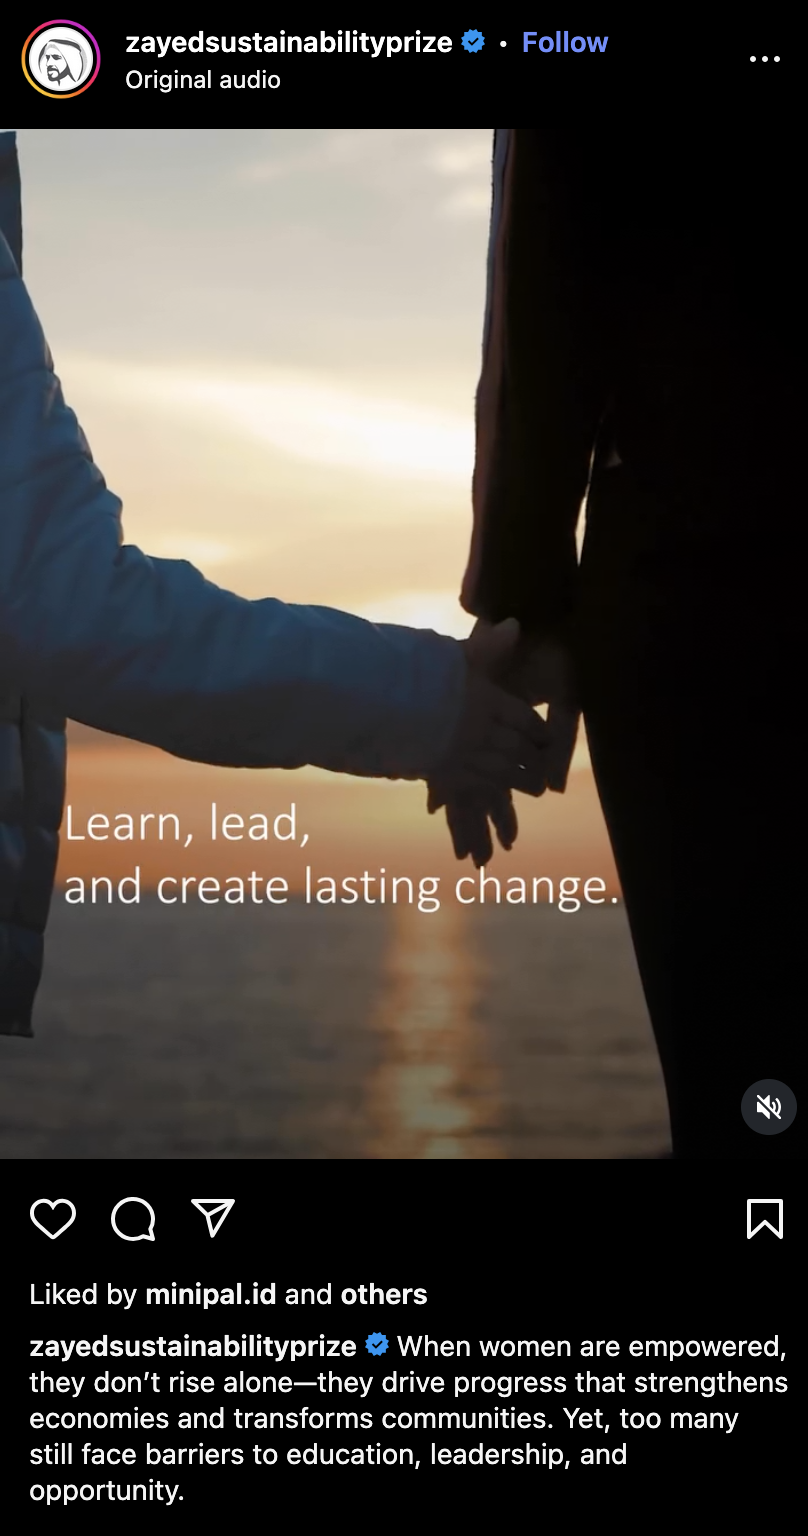 zayedsustainabilityprize • Follow
Original audio
Learn, lead,
and create lasting change.
Liked by minipal.id and others
zayedsustainabilityprize When women are empowered,
they don’t rise alone—they drive progress that strengthens
economies and transforms communities. Yet, too many
still face barriers to education, leadership, and
opportunity.